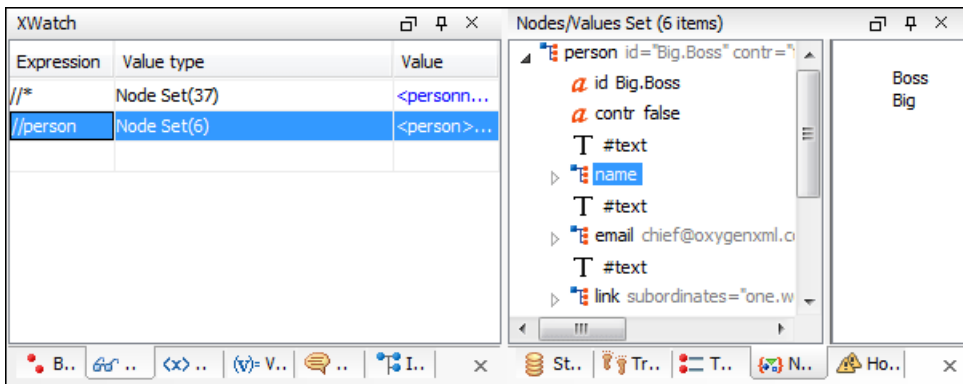 XWatch
Expression Value type Value
//* Node Set(37) <personn...
//person Node Set(6) <person>...
B.. .. <x> .. (v)= V.. .. I..
Nodes/Values Set (6 items)
person id="Big.Boss" contr="
a id Big.Boss
a contr false
T #text
name
T #text
email chief@oxygenxml.c
T #text
link subordinates="one.w
Boss
Big
St.. Tr.. T.. N.. Ho..